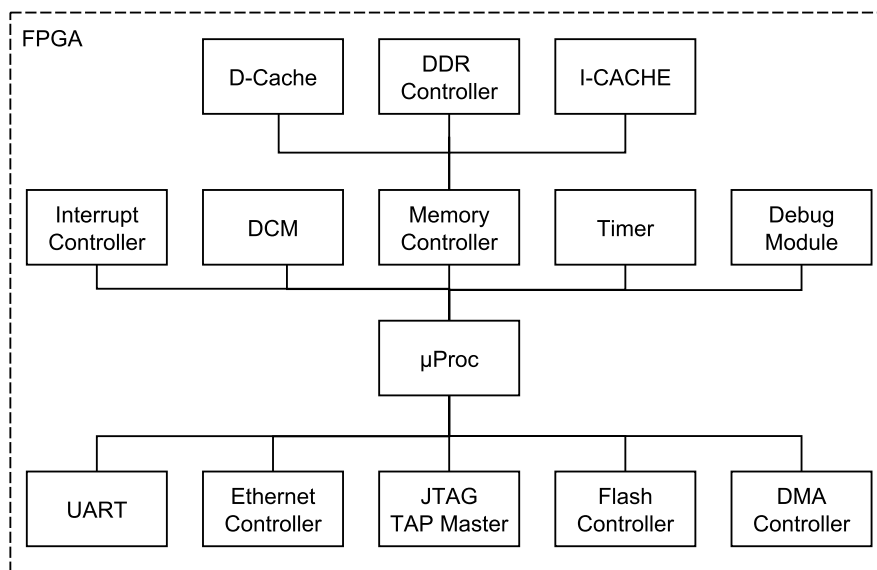 FPGA
D-Cache
DDR
Controller
I-CACHE
Interrupt
Controller
DCM
Memory
Controller
Timer
Debug
Module
µProc
UART
Ethernet
Controller
JTAG
TAP Master
Flash
Controller
DMA
Controller